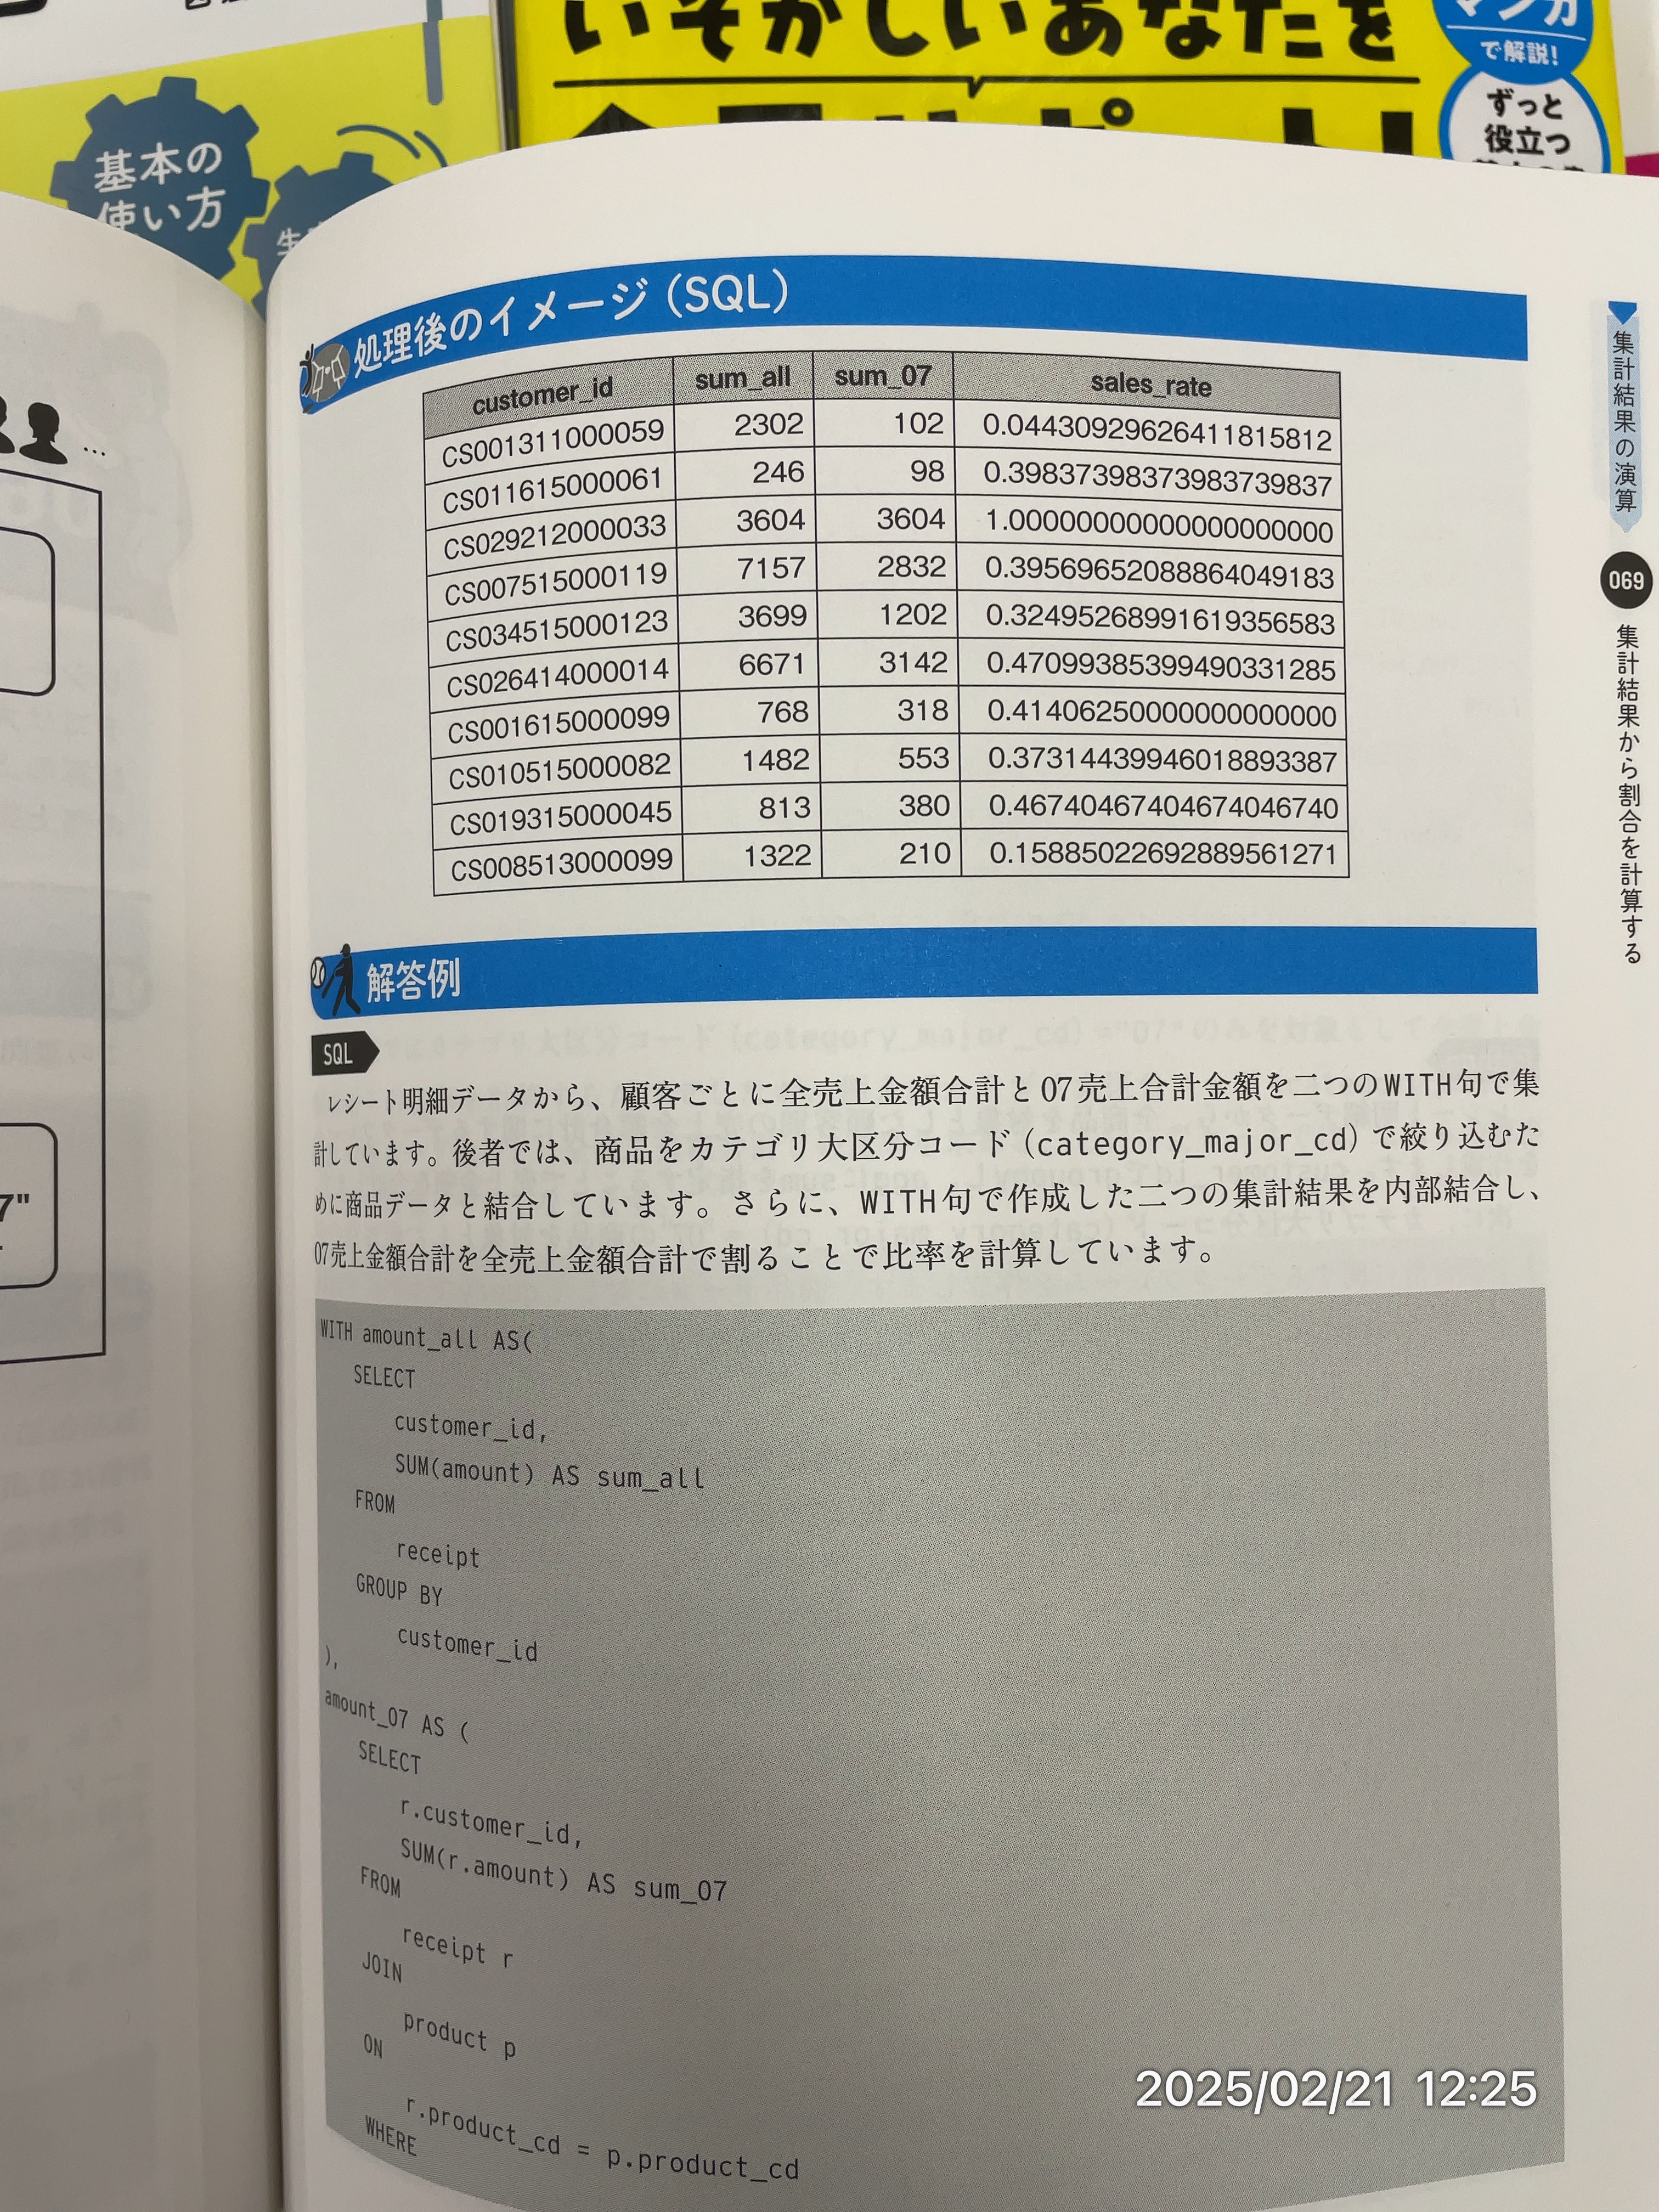 いそがしいあなたを
マンガ
で解説!
ずっと
役立つ
基本の
使い方
処理後のイメージ(SQL)
customer_id sum_all sum_07 sales_rate
CS001311000059 2302 102 0.04430929626411815812
CS011615000061 246 98 0.39837398373983739837
CS029212000033 3604 3604 1.00000000000000000000
CS007515000119 7157 2832 0.39569652088864049183
CS034515000123 3699 1202 0.32495268991619356583
CS026414000014 6671 3142 0.47099385399490331285
CS001615000099 768 318 0.41406250000000000000
CS010515000082 1482 553 0.37314439946018893387
CS019315000045 813 380 0.46740467404674046740
CS008513000099 1322 210 0.15885022692889561271
集計結果の演算
069
集計結果から割合を計算する
解答例
SQL
レシート明細データから、顧客ごとに全売上金額合計と07売上合計金額を二つのWITH句で集
計しています。後者では、商品をカテゴリ大区分コード(category_major_cd)で絞り込むた
めに商品データと結合しています。さらに、WITH句で作成した二つの集計結果を内部結合し、
07売上金額合計を全売上金額合計で割ることで比率を計算しています。
WITH amount_all AS(
SELECT
customer_id,
SUM(amount) AS sum_all
FROM
receipt
GROUP BY
customer_id
),
amount_07 AS (
SELECT
r.customer_id,
SUM(r.amount) AS sum_07
FROM
receipt r
JOIN
product p
ON
r.product_cd = p.product_cd
WHERE
7"
2025/02/21 12:25